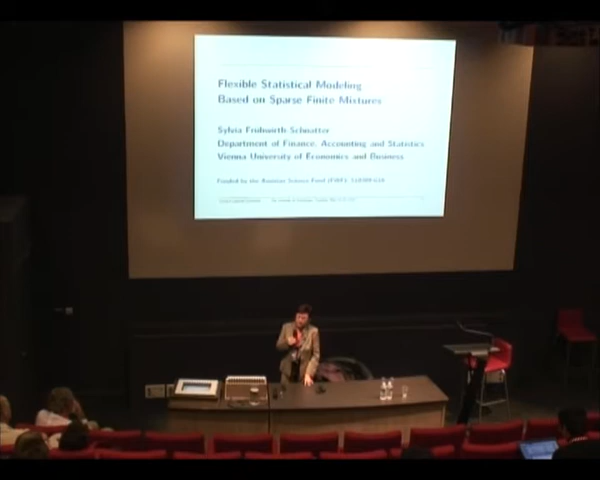 Flexible Statistical Modeling
Based on Sparse Finite Mixtures
Sylvia Frühwirth-Schnatter
Department of Finance, Accounting and Statistics
Vienna University of Economics and Business
Funded by the Austrian Science Fund (FWF)